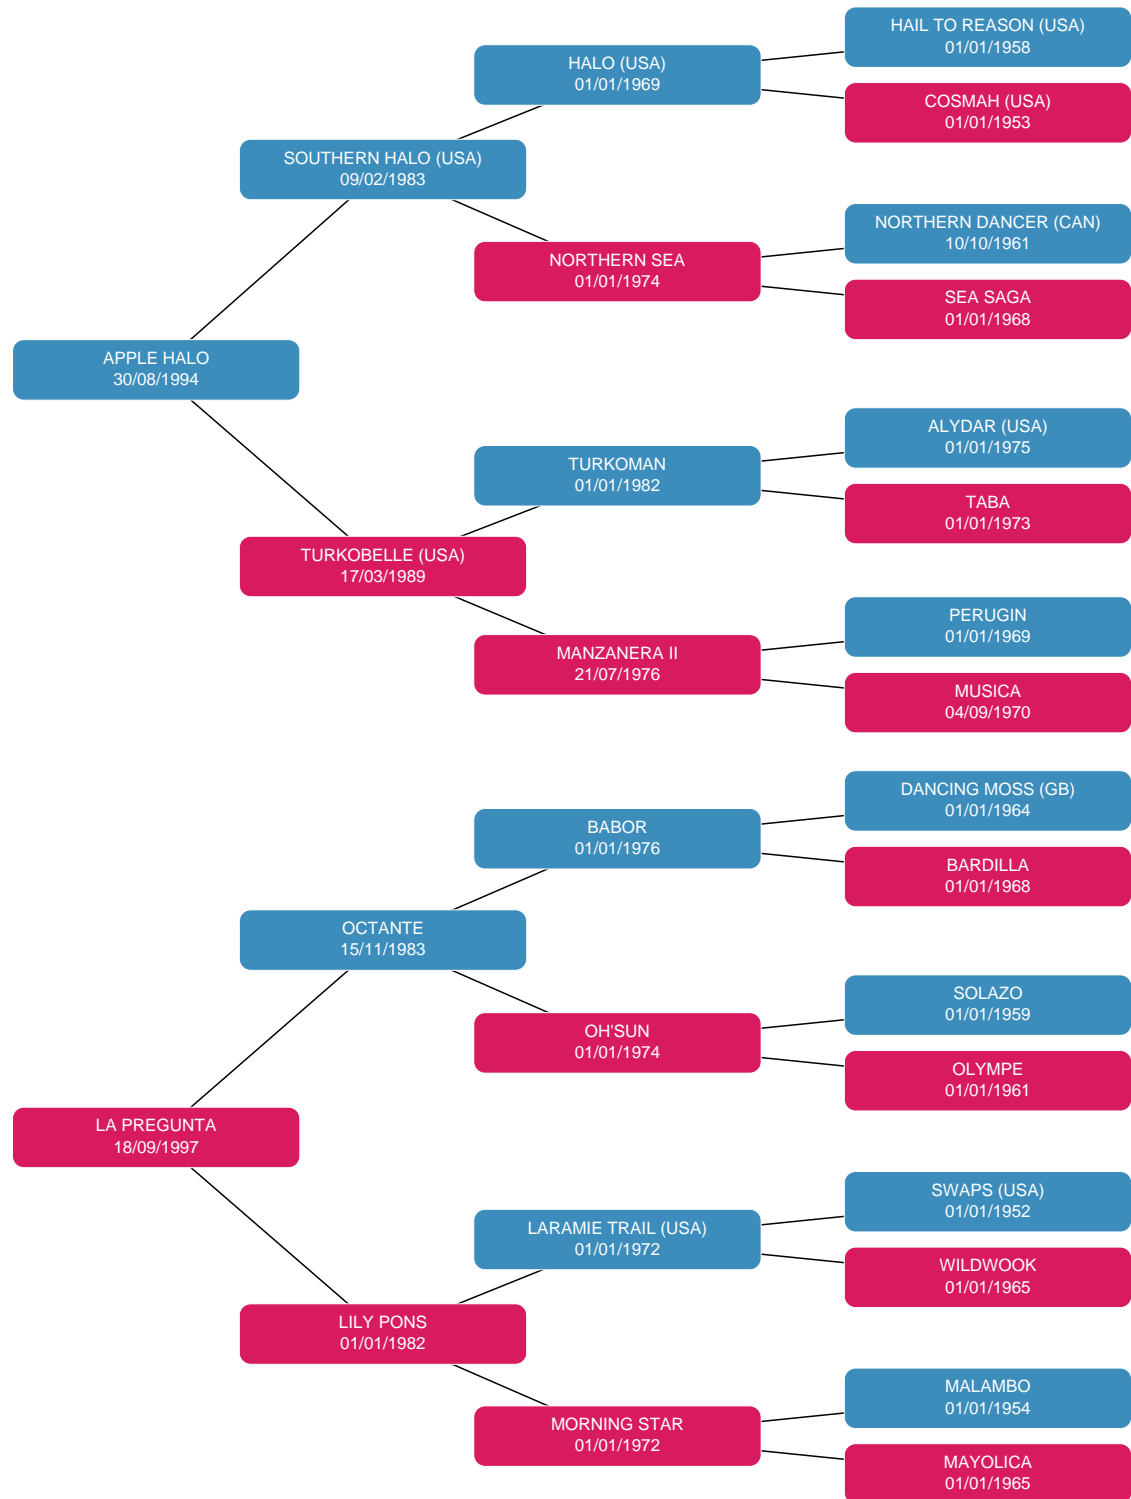 HAIL TO REASON (USA)
01/01/1958
HALO (USA)
01/01/1969
COSMAH (USA)
01/01/1953
SOUTHERN HALO (USA)
09/02/1983
NORTHERN DANCER (CAN)
10/10/1961
NORTHERN SEA
01/01/1974
SEA SAGA
01/01/1968
APPLE HALO
30/08/1994
ALYDAR (USA)
01/01/1975
TURKOMAN
01/01/1982
TABA
01/01/1973
TURKOBELLE (USA)
17/03/1989
PERUGIN
01/01/1969
MANZANERA II
21/07/1976
MUSICA
04/09/1970
DANCING MOSS (GB)
01/01/1964
BABOR
01/01/1976
BARDILLA
01/01/1968
OCTANTE
15/11/1983
SOLAZO
01/01/1959
OH'SUN
01/01/1974
OLYMPE
01/01/1961
LA PREGUNTA
18/09/1997
SWAPS (USA)
01/01/1952
LARAMIE TRAIL (USA)
01/01/1972
WILDWOOK
01/01/1965
LILY PONS
01/01/1982
MALAMBO
01/01/1954
MORNING STAR
01/01/1972
MAYOLICA
01/01/1965